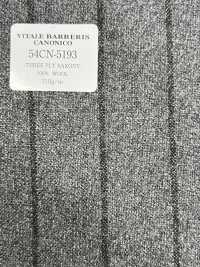 VITALE BARBERIS
CANONICO
54CN-5193
THREE PLY SAXONY
100% WOOL